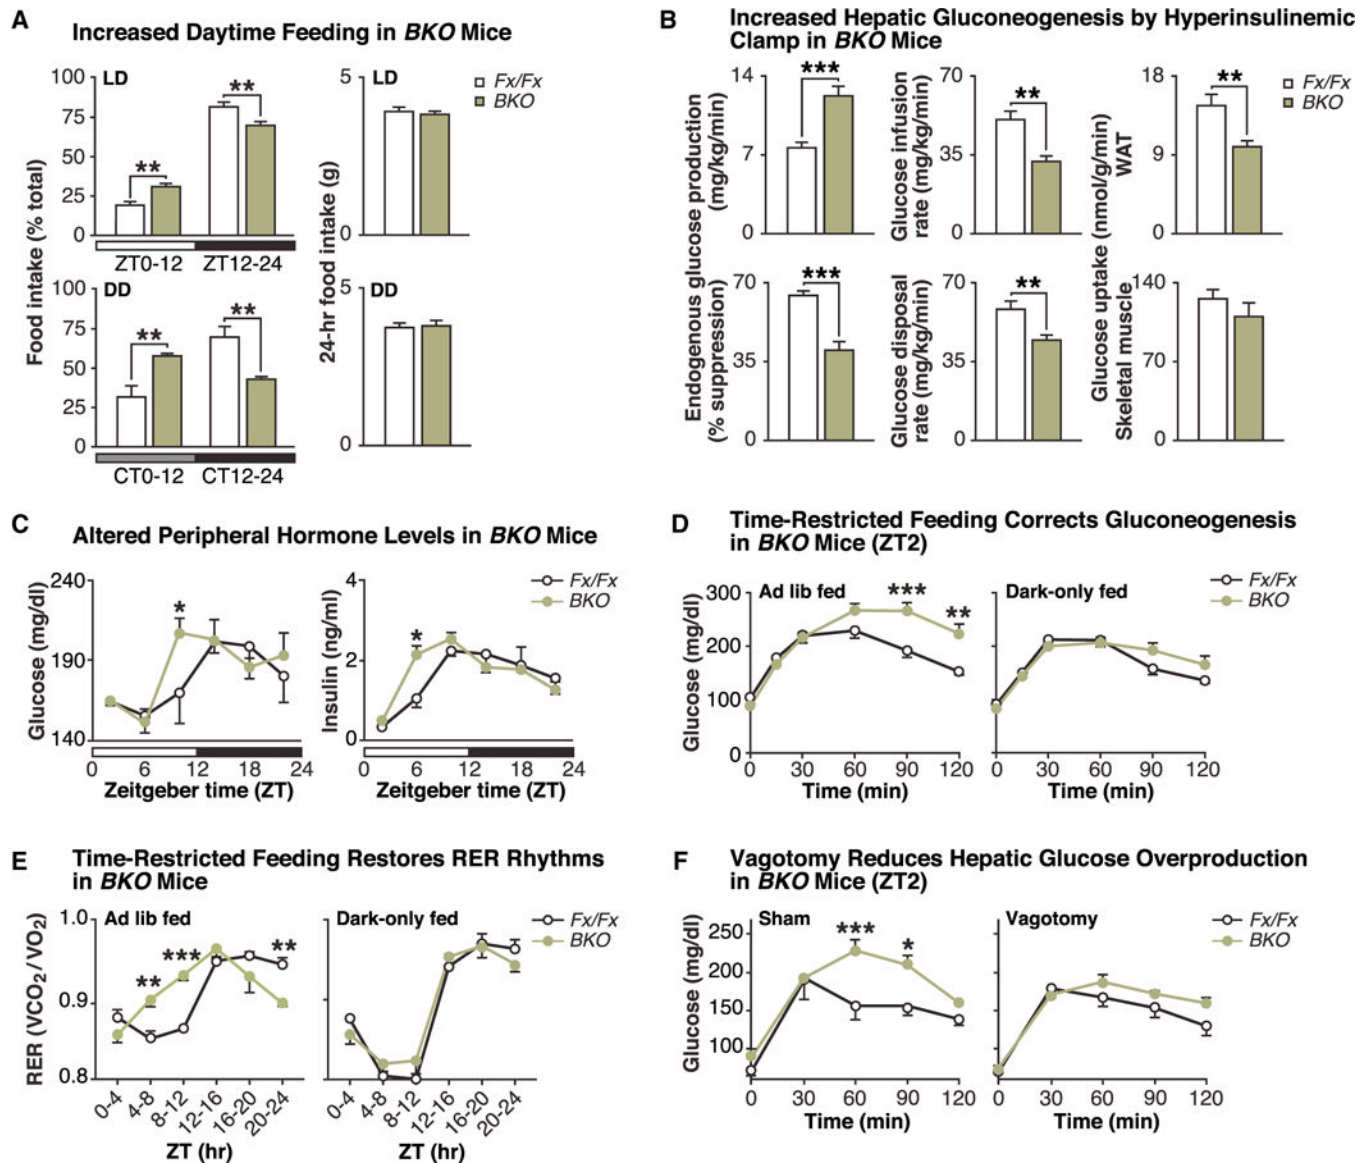 A
Increased Daytime Feeding in BKO Mice
Food intake (% total)
LD
100
75
50
25
0
**
**
ZT0-12
ZT12-24
DD
100
75
50
25
0
**
**
CT0-12
CT12-24
24-hr food intake (g)
LD
5
0
DD
5
0
Fx/Fx
BKO
B
Increased Hepatic Gluconeogenesis by Hyperinsulinemic
Clamp in BKO Mice
Endogenous glucose production
(% suppression) (mg/kg/min)
14
7
0
***
70
35
0
***
Glucose infusion
rate (mg/kg/min)
70
35
0
**
Glucose disposal
rate (mg/kg/min)
70
35
0
**
Glucose uptake (nmol/g/min)
Skeletal muscle WAT
18
9
0
**
140
70
0
Fx/Fx
BKO
C
Altered Peripheral Hormone Levels in BKO Mice
Glucose (mg/dl)
240
190
140
*
0 6 12 18 24
Zeitgeber time (ZT)
Insulin (ng/ml)
4
2
0
*
0 6 12 18 24
Zeitgeber time (ZT)
Fx/Fx
BKO
D
Time-Restricted Feeding Corrects Gluconeogenesis
in BKO Mice (ZT2)
Glucose (mg/dl)
300
200
100
0
Ad lib fed
***
**
0 30 60 90 120
Time (min)
Dark-only fed
0 30 60 90 120
Time (min)
Fx/Fx
BKO
E
Time-Restricted Feeding Restores RER Rhythms
in BKO Mice
RER (VCO2 / VO2)
1.0
0.9
0.8
Ad lib fed
**
***
**
0-4 4-8 8-12 12-16 16-20 20-24
ZT (hr)
Dark-only fed
0-4 4-8 8-12 12-16 16-20 20-24
ZT (hr)
Fx/Fx
BKO
F
Vagotomy Reduces Hepatic Glucose Overproduction
in BKO Mice (ZT2)
Glucose (mg/dl)
250
200
150
100
Sham
***
*
0 30 60 90 120
Time (min)
Vagotomy
0 30 60 90 120
Time (min)
Fx/Fx
BKO